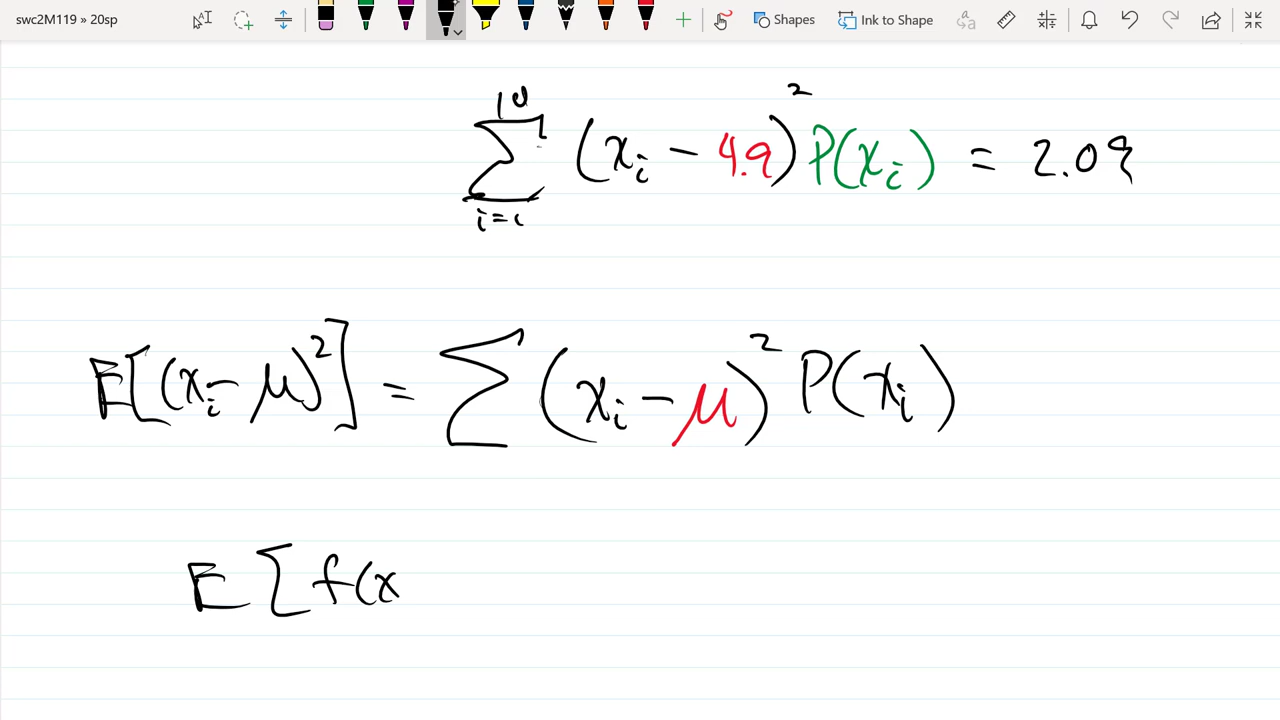 swc2M119 » 20sp
Shapes
Ink to Shape
10
∑ (xᵢ − 4.9)² P(xᵢ) = 2.09
i=1
E[(xᵢ − μ)²] = ∑ (xᵢ − μ)² P(xᵢ)
E[f(x